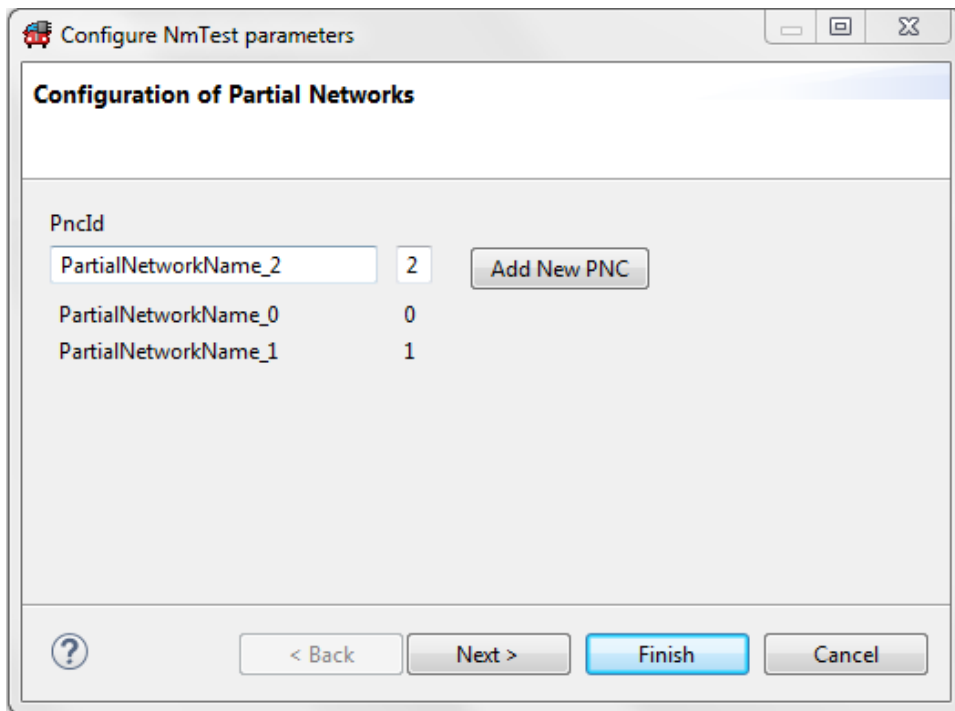 Configure NmTest parameters
Configuration of Partial Networks
PncId
PartialNetworkName_2 2 Add New PNC
PartialNetworkName_0 0
PartialNetworkName_1 1
? < Back Next > Finish Cancel